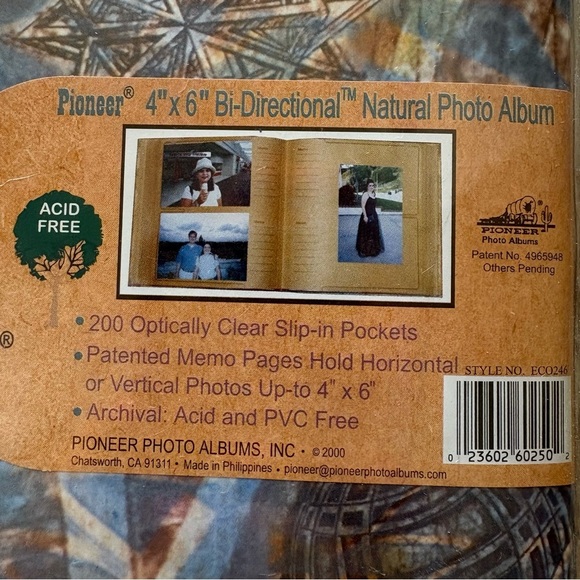 Pioneer® 4" x 6" Bi-Directional™ Natural Photo Album
ACID
FREE
PIONEER
Photo Albums
Patent No. 4965948
Others Pending
®
• 200 Optically Clear Slip-in Pockets
• Patented Memo Pages Hold Horizontal
or Vertical Photos Up-to 4" x 6"
• Archival: Acid and PVC Free
STYLE NO. ECO246
PIONEER PHOTO ALBUMS, INC • © 2000
Chatsworth, CA 91311 • Made in Philippines • pioneer@pioneerphotoalbums.com
0 23602 60250 2